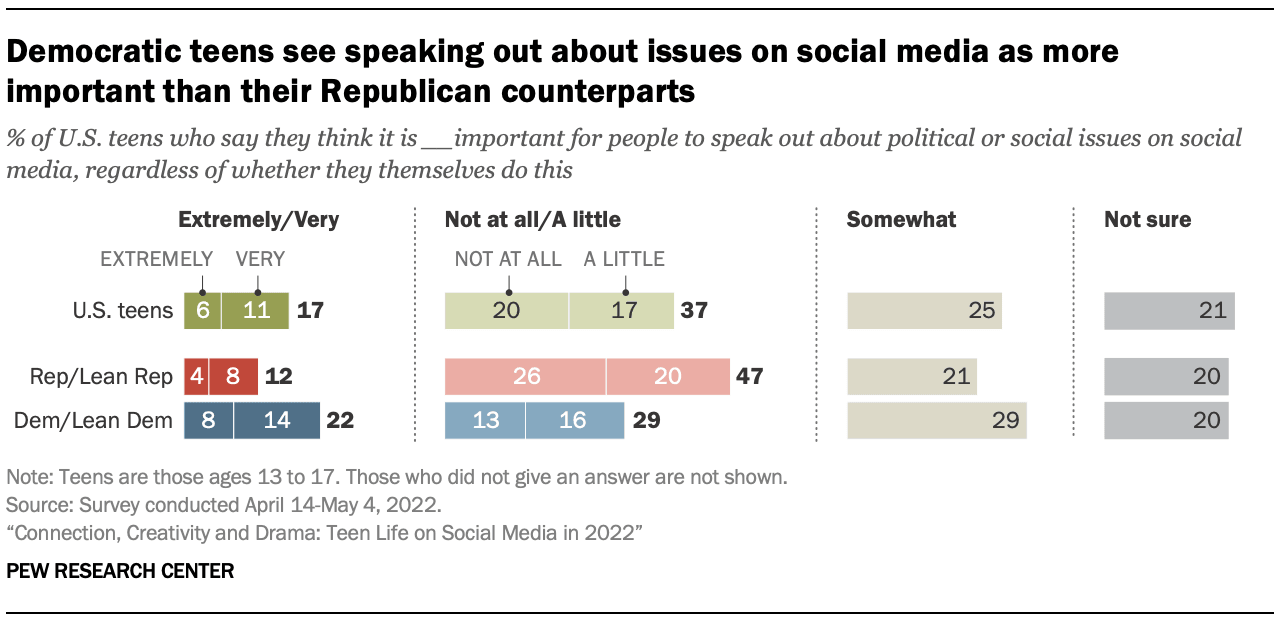 Democratic teens see speaking out about issues on social media as more
important than their Republican counterparts
% of U.S. teens who say they think it is __ important for people to speak out about political or social issues on social
media, regardless of whether they themselves do this
Extremely/Very Not at all/A little Somewhat Not sure
EXTREMELY VERY NOT AT ALL A LITTLE
U.S. teens 6 11 17 20 17 37 25 21
Rep/Lean Rep 4 8 12 26 20 47 21 20
Dem/Lean Dem 8 14 22 13 16 29 29 20
Note: Teens are those ages 13 to 17. Those who did not give an answer are not shown.
Source: Survey conducted April 14-May 4, 2022.
“Connection, Creativity and Drama: Teen Life on Social Media in 2022”
PEW RESEARCH CENTER